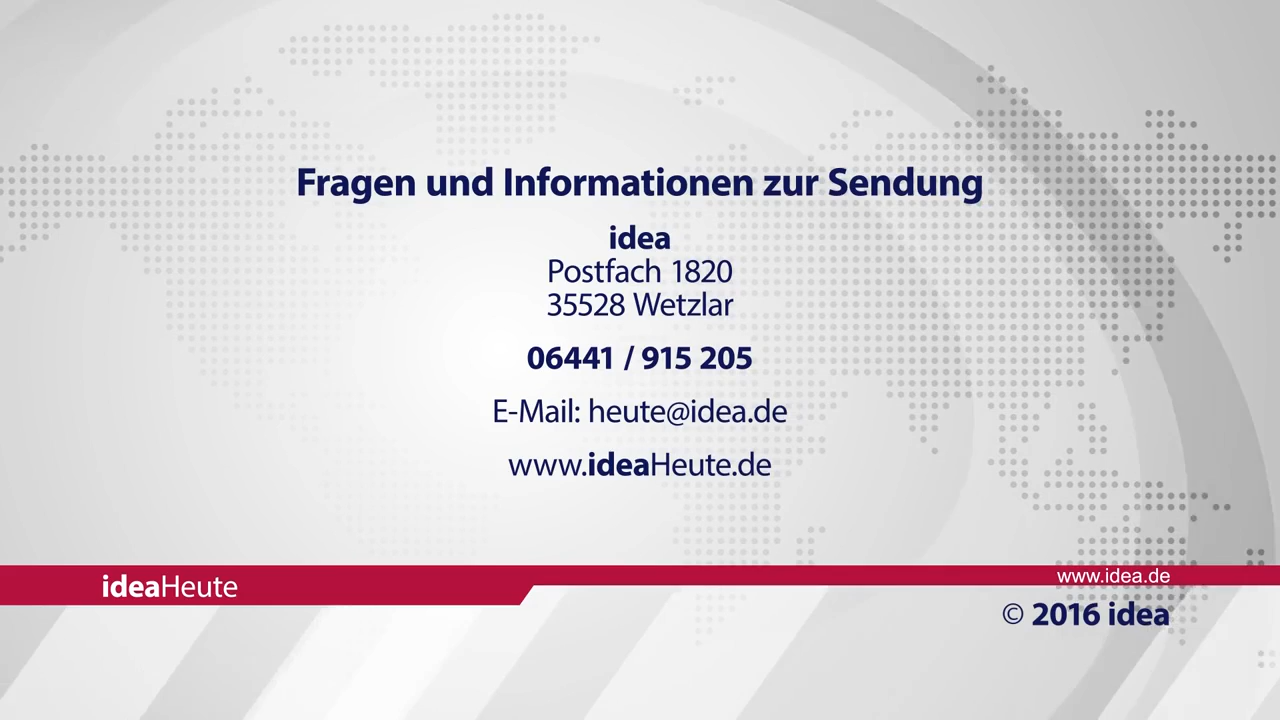 Fragen und Informationen zur Sendung
idea
Postfach 1820
35528 Wetzlar
06441 / 915 205
E-Mail: heute@idea.de
www.ideaHeute.de
ideaHeute
www.idea.de
© 2016 idea